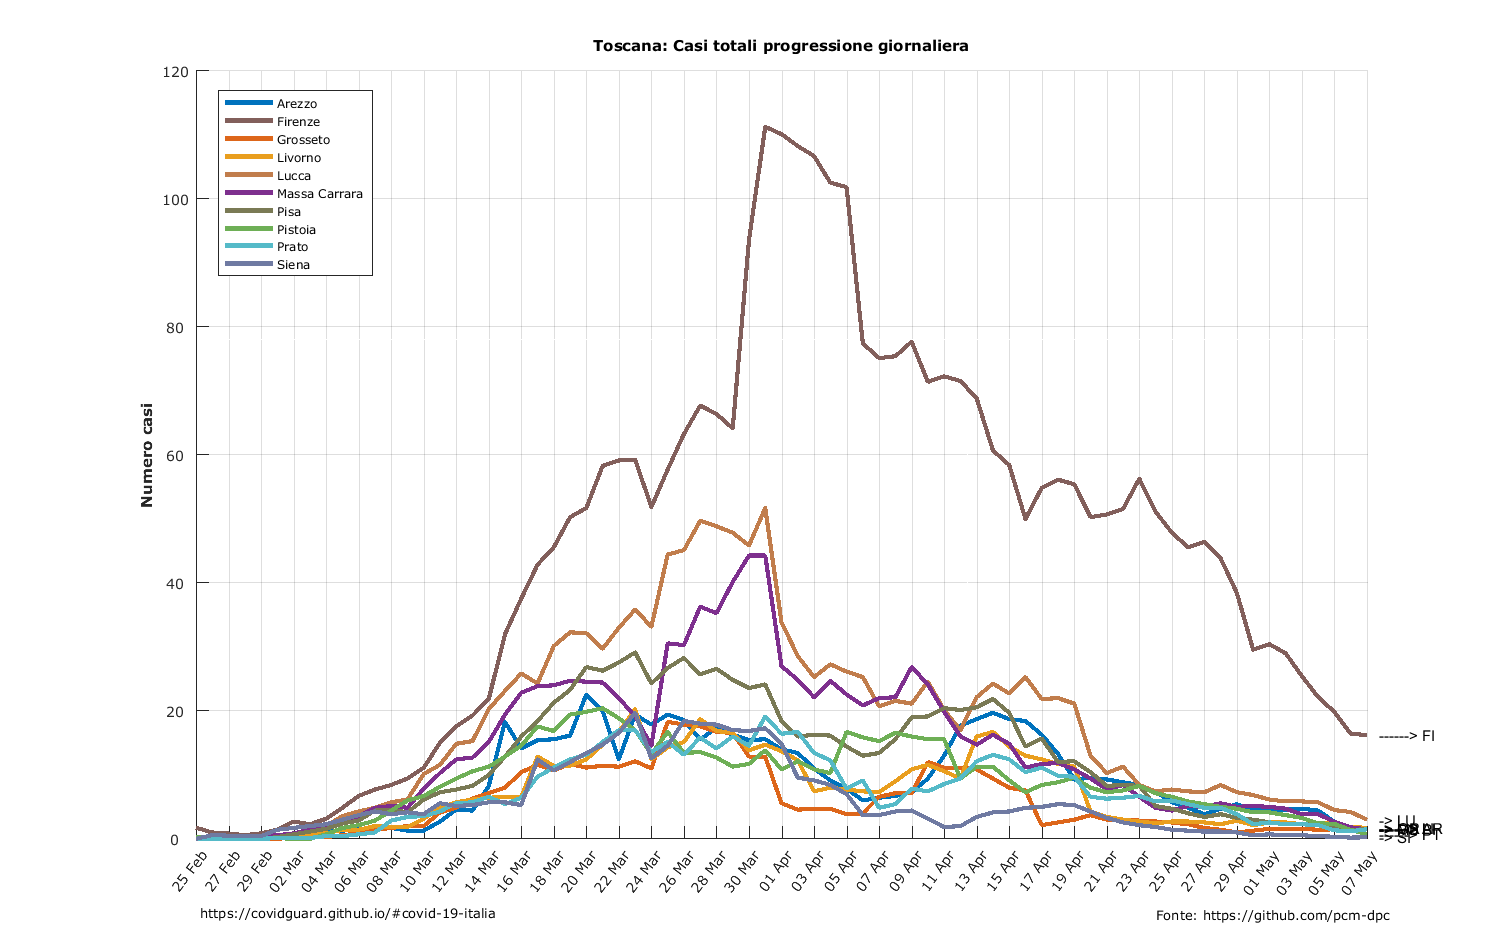 Toscana: Casi totali progressione giornaliera
Numero casi
120
100
80
60
40
20
0
Arezzo
Firenze
Grosseto
Livorno
Lucca
Massa Carrara
Pisa
Pistoia
Prato
Siena
------> FI
-> LU
25 Feb
27 Feb
29 Feb
02 Mar
04 Mar
06 Mar
08 Mar
10 Mar
12 Mar
14 Mar
16 Mar
18 Mar
20 Mar
22 Mar
24 Mar
26 Mar
28 Mar
30 Mar
01 Apr
03 Apr
05 Apr
07 Apr
09 Apr
11 Apr
13 Apr
15 Apr
17 Apr
19 Apr
21 Apr
23 Apr
25 Apr
27 Apr
29 Apr
01 May
03 May
05 May
07 May
https://covidguard.github.io/#covid-19-italia
Fonte: https://github.com/pcm-dpc